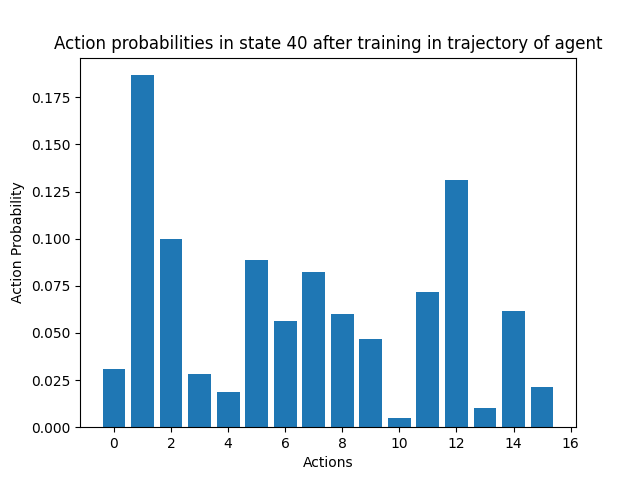 Action probabilities in state 40 after training in trajectory of agent
0.175
0.150
0.125
0.100
0.075
0.050
0.025
0.000
Action Probability
0 2 4 6 8 10 12 14 16
Actions